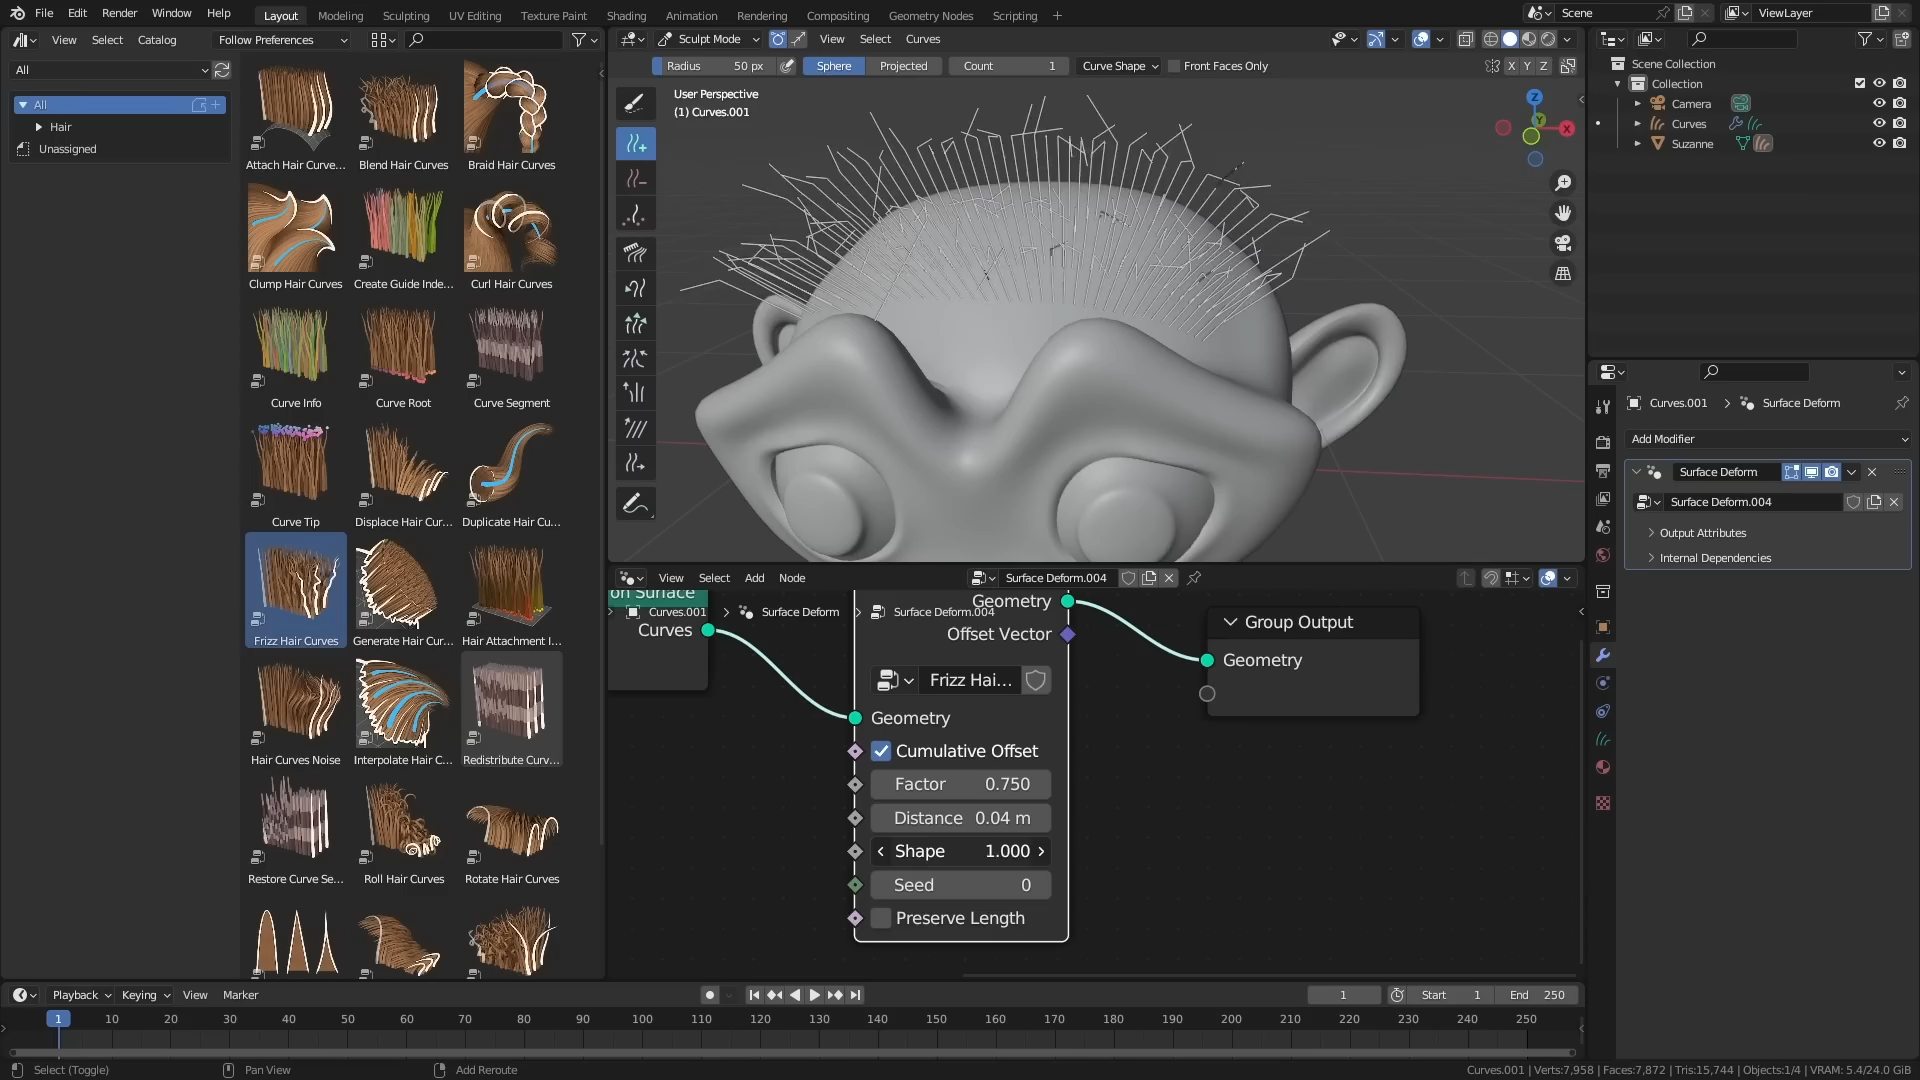 File Edit Render Window Help
Layout Modeling Sculpting UV Editing Texture Paint Shading Animation Rendering Compositing Geometry Nodes Scripting +
Scene
ViewLayer
View Select Catalog Follow Preferences
All
All
Hair
Unassigned
Attach Hair Curve...
Blend Hair Curves
Braid Hair Curves
Clump Hair Curves
Create Guide Inde...
Curl Hair Curves
Curve Info
Curve Root
Curve Segment
Curve Tip
Displace Hair Cur...
Duplicate Hair Cu...
Frizz Hair Curves
Generate Hair Cur...
Hair Attachment I...
Hair Curves Noise
Interpolate Hair C...
Redistribute Curv...
Restore Curve Se...
Roll Hair Curves
Rotate Hair Curves
Sculpt Mode View Select Curves
Radius 50 px Sphere Projected Count 1 Curve Shape Front Faces Only X Y Z
User Perspective
(1) Curves.001
Z
Y
X
Scene Collection
Collection
Camera
Curves
Suzanne
Curves.001 > Surface Deform
Add Modifier
Surface Deform
Surface Deform.004
Output Attributes
Internal Dependencies
View Select Add Node Surface Deform.004
on Surface
Curves.001 > Surface Deform > Surface Deform.004
Curves
Geometry
Offset Vector
Frizz Hai...
Geometry
Cumulative Offset
Factor 0.750
Distance 0.04 m
Shape 1.000
Seed 0
Preserve Length
Group Output
Geometry
Playback Keying View Marker
1 Start 1 End 250
1 10 20 30 40 50 60 70 80 90 100 110 120 130 140 150 160 170 180 190 200 210 220 230 240 250
Select (Toggle) Pan View Add Reroute
Curves.001 | Verts:7,958 | Faces:7,872 | Tris:15,744 | Objects:1/4 | VRAM: 5.4/24.0 GiB